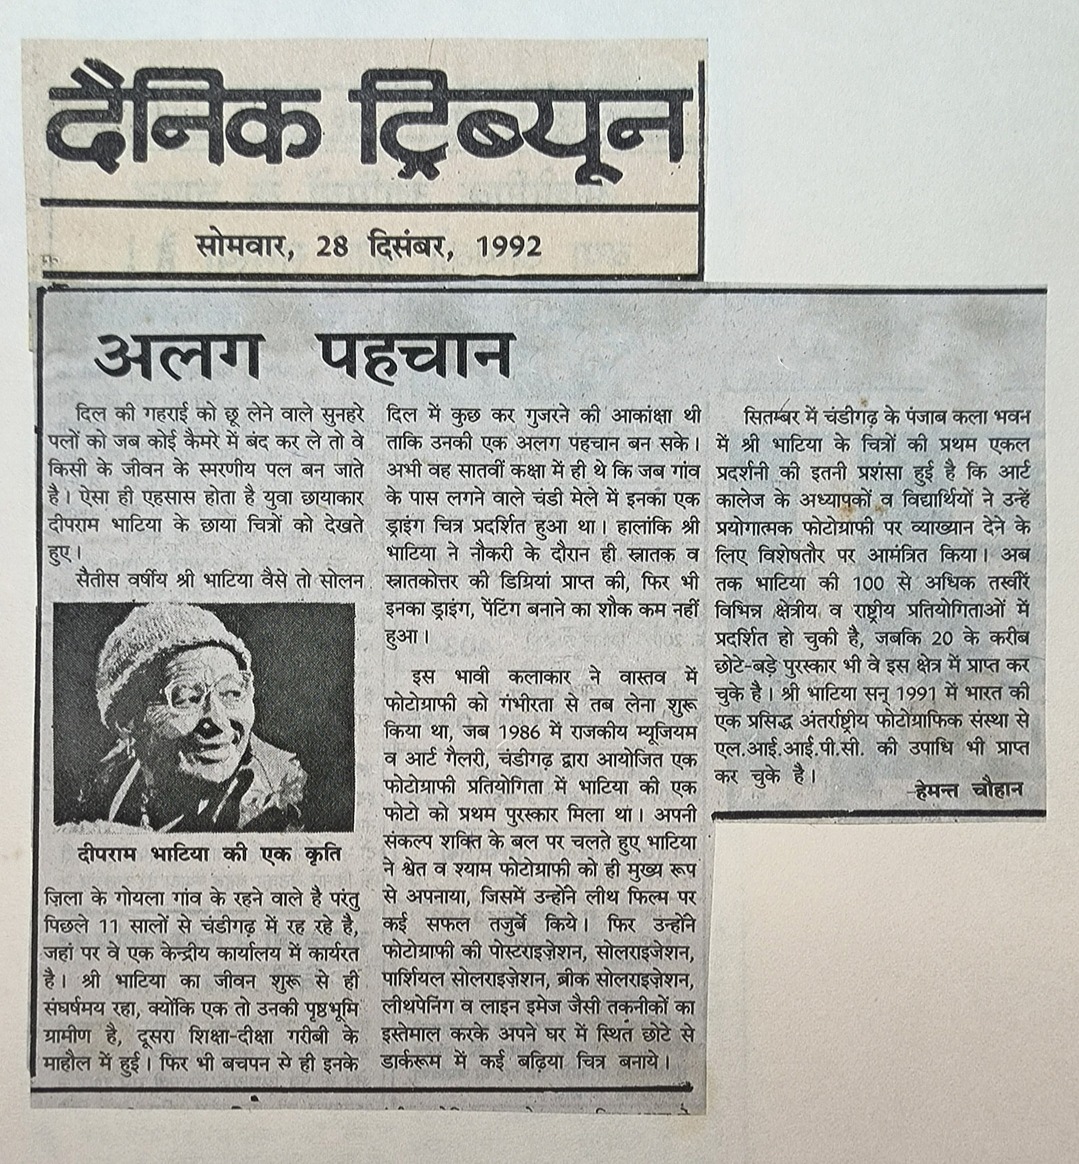 दैनिक ट्रिब्यून
सोमवार, 28 दिसंबर, 1992
अलग पहचान
दिल की गहराई को छू लेने वाले सुनहरे
पलों को जब कोई कैमरे में बंद कर ले तो वे
किसी के जीवन के स्मरणीय पल बन जाते
है। ऐसा ही एहसास होता है युवा छायाकार
दीपराम भाटिया के छाया चित्रों को देखते
हुए।
सैतीस वर्षीय श्री भाटिया वैसे तो सोलन
दीपराम भाटिया की एक कृति
ज़िला के गोयला गांव के रहने वाले है परंतु
पिछले 11 सालों से चंडीगढ़ में रह रहे है,
जहां पर वे एक केन्द्रीय कार्यालय में कार्यरत
है। श्री भाटिया का जीवन शुरू से ही
संघर्षमय रहा, क्योंकि एक तो उनकी पृष्ठभूमि
ग्रामीण है, दूसरा शिक्षा-दीक्षा गरीबी के
माहौल में हुई। फिर भी बचपन से ही इनके
दिल में कुछ कर गुजरने की आकांक्षा थी
ताकि उनकी एक अलग पहचान बन सके।
अभी वह सातवीं कक्षा में ही थे कि जब गांव
के पास लगने वाले चंडी मेले में इनका एक
ड्राइंग चित्र प्रदर्शित हुआ था। हालांकि श्री
भाटिया ने नौकरी के दौरान ही स्नातक व
स्नातकोत्तर की डिग्रियां प्राप्त की, फिर भी
इनका ड्राइंग, पेंटिंग बनाने का शौक कम नहीं
हुआ।
इस भावी कलाकार ने वास्तव में
फोटोग्राफी को गंभीरता से तब लेना शुरू
किया था, जब 1986 में राजकीय म्यूजियम
व आर्ट गैलरी, चंडीगढ़ द्वारा आयोजित एक
फोटोग्राफी प्रतियोगिता में भाटिया की एक
फोटो को प्रथम पुरस्कार मिला था। अपनी
संकल्प शक्ति के बल पर चलते हुए भाटिया
ने श्वेत व श्याम फोटोग्राफी को ही मुख्य रूप
से अपनाया, जिसमें उन्होंने लीथ फिल्म पर
कई सफल तजुर्बे किये। फिर उन्होंने
फोटोग्राफी की पोस्टराइज़ेशन, सोलराइजेशन,
पार्शियल सोलराइज़ेशन, ब्रीक सोलराइज़ेशन,
लीथपेनिंग व लाइन इमेज जैसी तकनीकों का
इस्तेमाल करके अपने घर में स्थित छोटे से
डार्करूम में कई बढ़िया चित्र बनाये।
सितम्बर में चंडीगढ़ के पंजाब कला भवन
में श्री भाटिया के चित्रों की प्रथम एकल
प्रदर्शनी की इतनी प्रशंसा हुई है कि आर्ट
कालेज के अध्यापकों व विद्यार्थियों ने उन्हें
प्रयोगात्मक फोटोग्राफी पर व्याख्यान देने के
लिए विशेषतौर पर आमंत्रित किया। अब
तक भाटिया की 100 से अधिक तस्वीरें
विभिन्न क्षेत्रीय व राष्ट्रीय प्रतियोगिताओं में
प्रदर्शित हो चुकी है, जबकि 20 के करीब
छोटे-बड़े पुरस्कार भी वे इस क्षेत्र में प्राप्त कर
चुके है। श्री भाटिया सन् 1991 में भारत की
एक प्रसिद्ध अंतर्राष्ट्रीय फोटोग्राफिक संस्था से
एल.आई.आई.पी.सी. की उपाधि भी प्राप्त
कर चुके है।
-हेमन्त चौहान